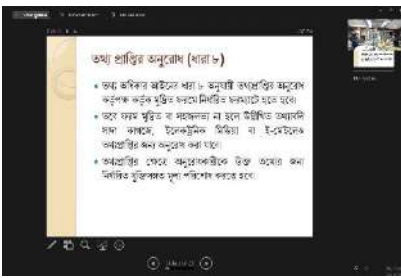 তথ্য প্রাপ্তির অনুরোধ (ধারা ৮)
তথ্য অধিকার আইনের ধারা ৮ অনুযায়ী তথ্যপ্রাপ্তির অনুরোধ
কর্তৃপক্ষ কর্তৃক মুদ্রিত ফরমে নির্ধারিত ফরম্যাটে হতে হবে।
তবে ফরম মুদ্রিত বা সহজলভ্য না হলে উল্লিখিত তথ্যাবলি
সাদা কাগজে, ইলেকট্রনিক মিডিয়া বা ই-মেইলেও
তথ্যপ্রাপ্তির জন্য অনুরোধ করা যাবে।
তথ্যপ্রাপ্তির ক্ষেত্রে অনুরোধকারীকে উক্ত তথ্যের জন্য
নির্ধারিত যুক্তিসঙ্গত মূল্য পরিশোধ করতে হবে।